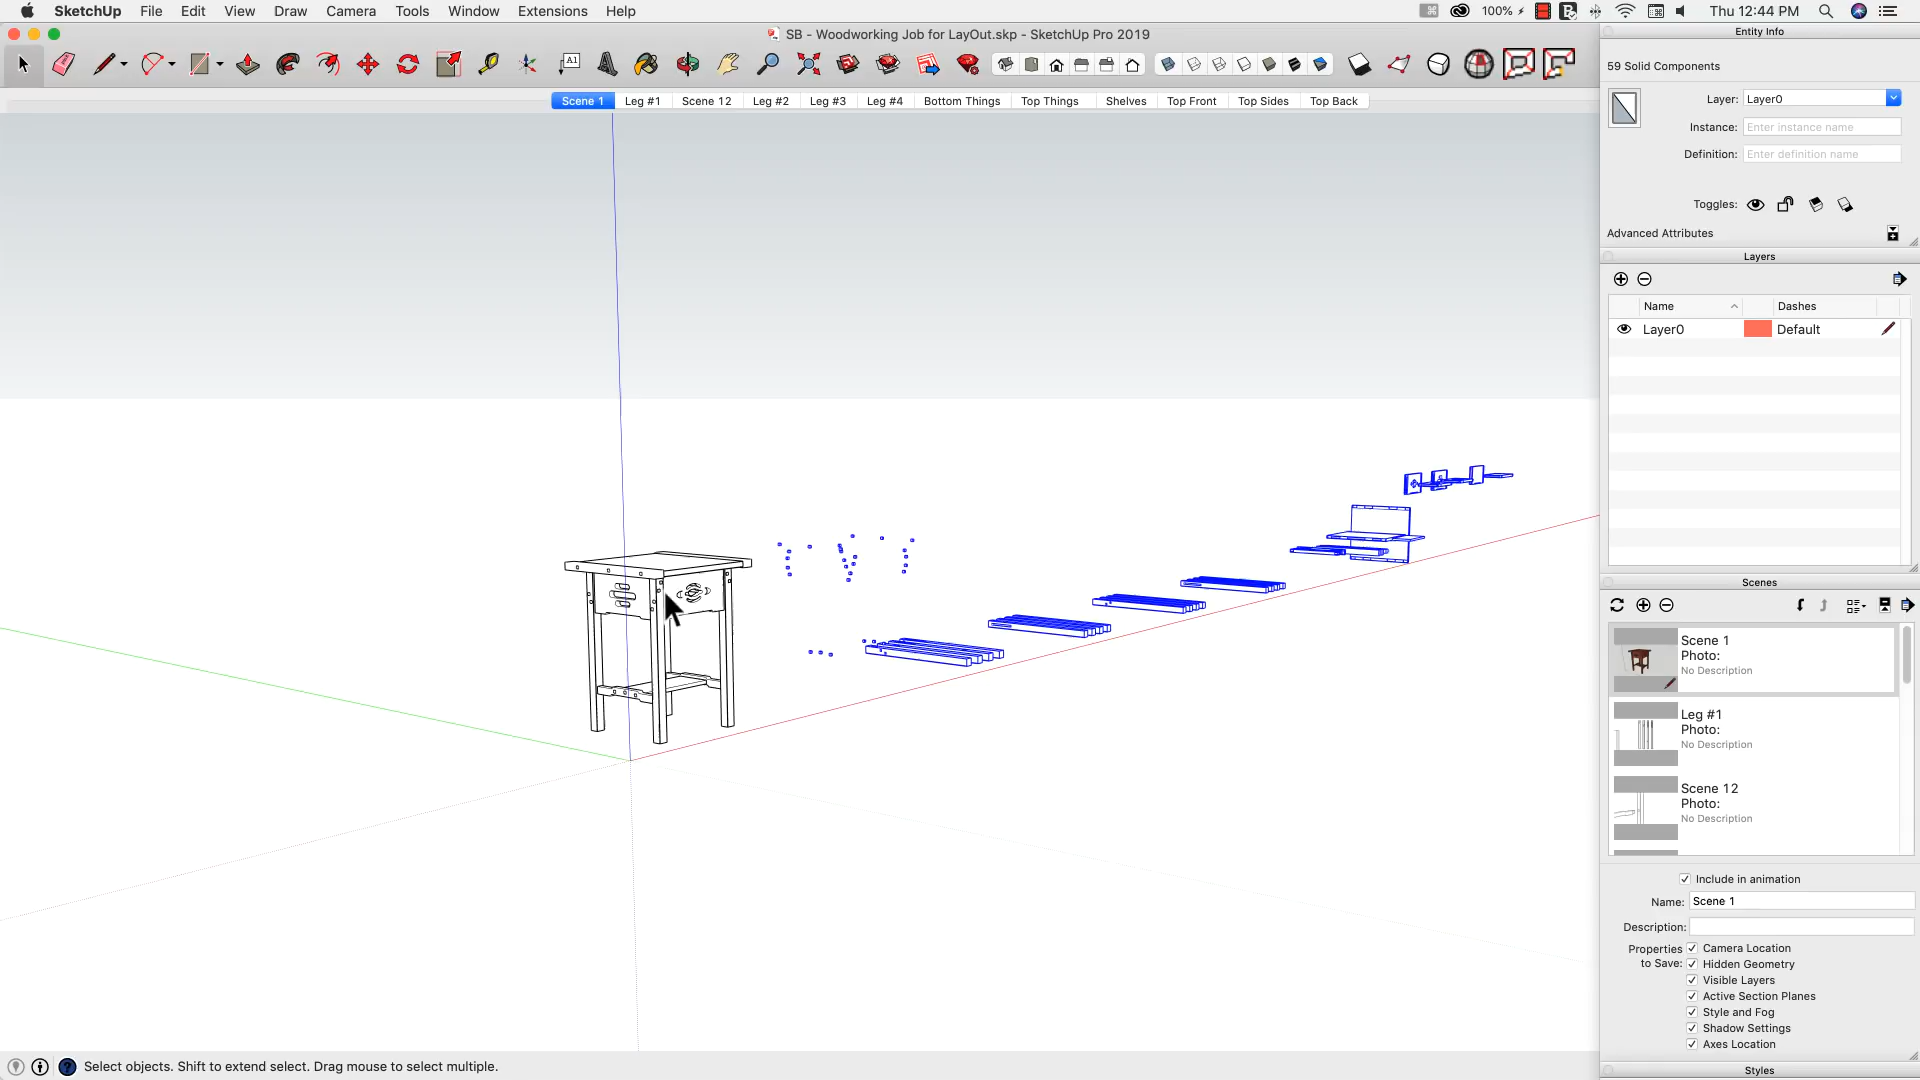 SketchUp File Edit View Draw Camera Tools Window Extensions Help 100% Thu 12:44 PM
SB - Woodworking Job for LayOut.skp - SketchUp Pro 2019
A1
Scene 1 Leg #1 Scene 12 Leg #2 Leg #3 Leg #4 Bottom Things Top Things Shelves Top Front Top Sides Top Back
Entity Info
59 Solid Components
Layer: Layer0
Instance: Enter instance name
Definition: Enter definition name
Toggles:
Advanced Attributes
Layers
Name Dashes
Layer0 Default
Scenes
Scene 1
Photo:
No Description
Leg #1
Photo:
No Description
Scene 12
Photo:
No Description
Include in animation
Name: Scene 1
Description:
Properties to Save:
Camera Location
Hidden Geometry
Visible Layers
Active Section Planes
Style and Fog
Shadow Settings
Axes Location
Styles
Select objects. Shift to extend select. Drag mouse to select multiple.